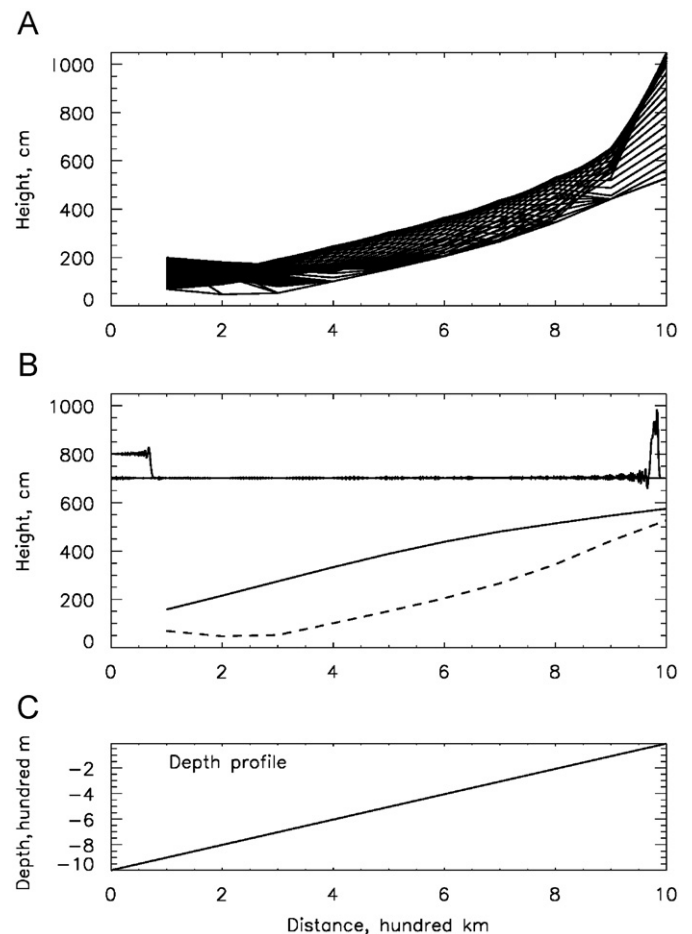 A
1000
800
600
400
200
0
Height, cm
0 2 4 6 8 10
B
1000
800
600
400
200
0
Height, cm
0 2 4 6 8 10
C
Depth profile
-2
-4
-6
-8
-10
Depth, hundred m
0 2 4 6 8 10
Distance, hundred km